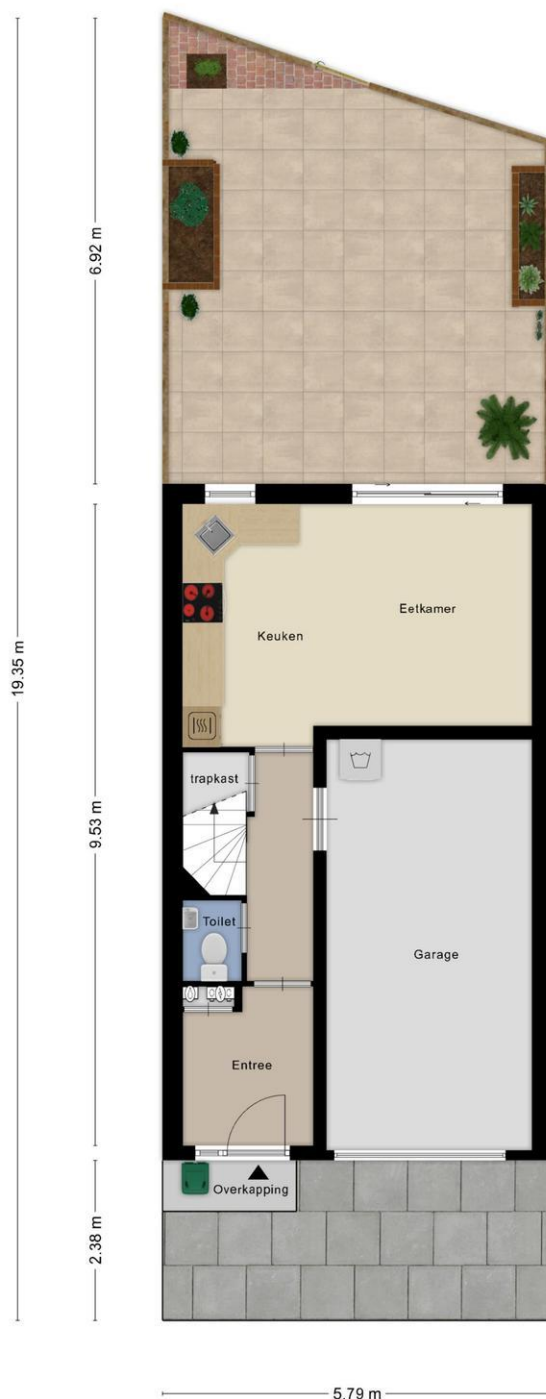 6.92 m
19.35 m
Eetkamer
Keuken
trapkast
9.53 m
Toilet
Garage
Entree
Overkapping
2.38 m
5.79 m